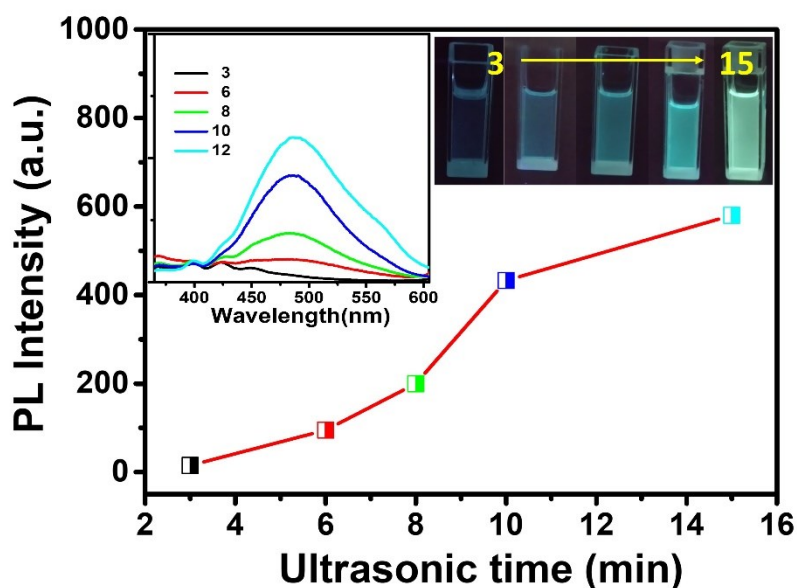 1000
800
600
400
200
0
PL Intensity (a.u.)
3
6
8
10
12
400 450 500 550 600
Wavelength(nm)
3 15
2 4 6 8 10 12 14 16
Ultrasonic time (min)